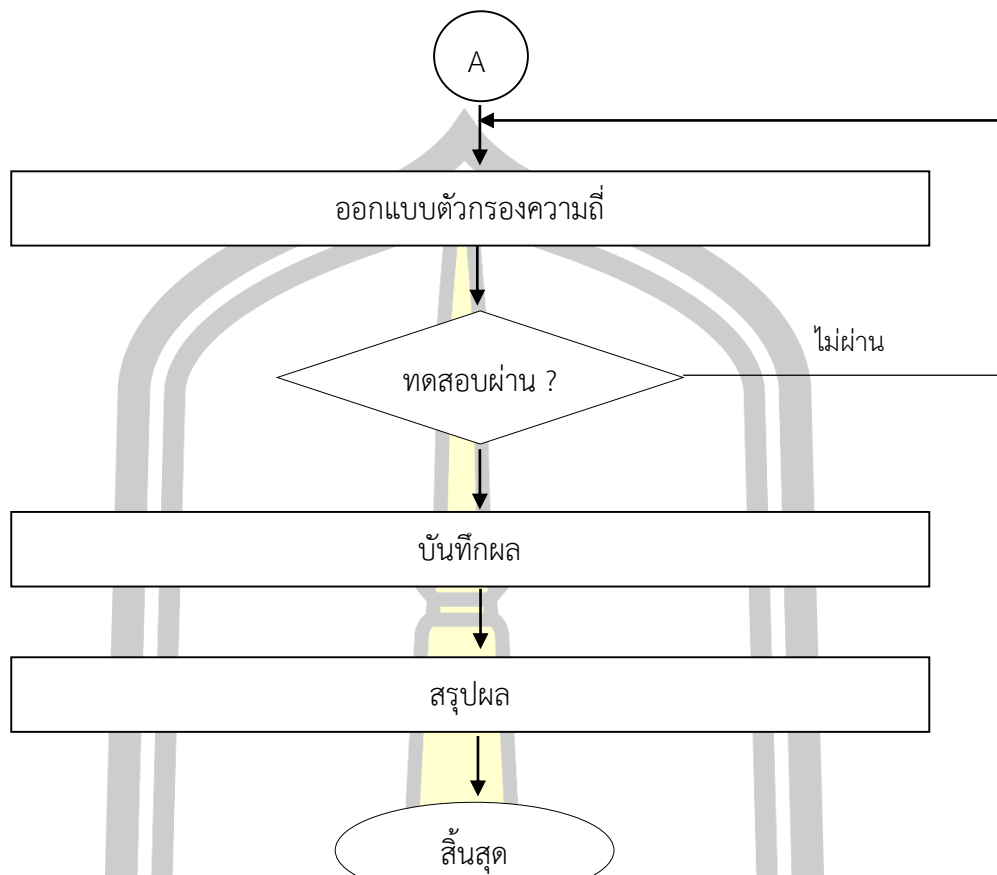 A
ออกแบบตัวกรองความถี่
ไม่ผ่าน
ทดสอบผ่าน ?
บันทึกผล
สรุปผล
สิ้นสุด